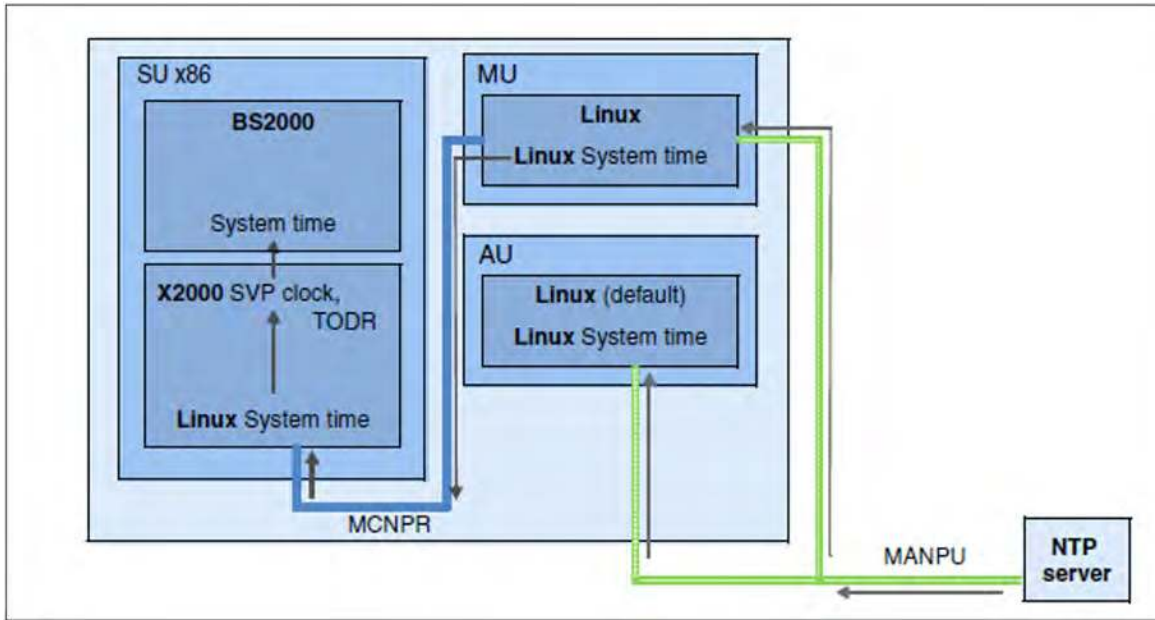 SU x86
BS2000
System time
X2000 SVP clock,
TODR
Linux System time
MU
Linux
Linux System time
AU
Linux (default)
Linux System time
MCNPR
MANPU
NTP
server